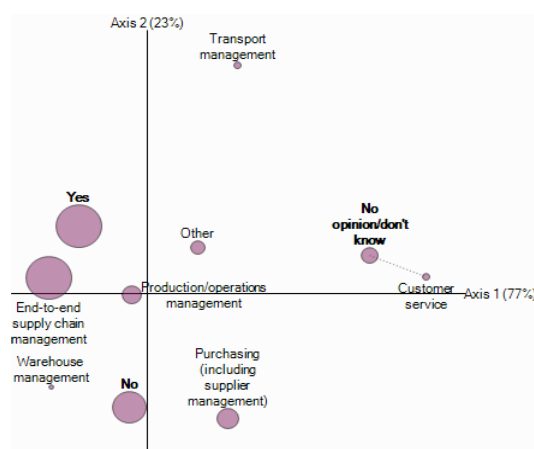 Axis 2 (23%)
Transport
management
Yes
Other
No
opinion/don't
know
Production/operations
management
Customer
service
Axis 1 (77%)
End-to-end
supply chain
management
Warehouse
management
No
Purchasing
(including
supplier
management)